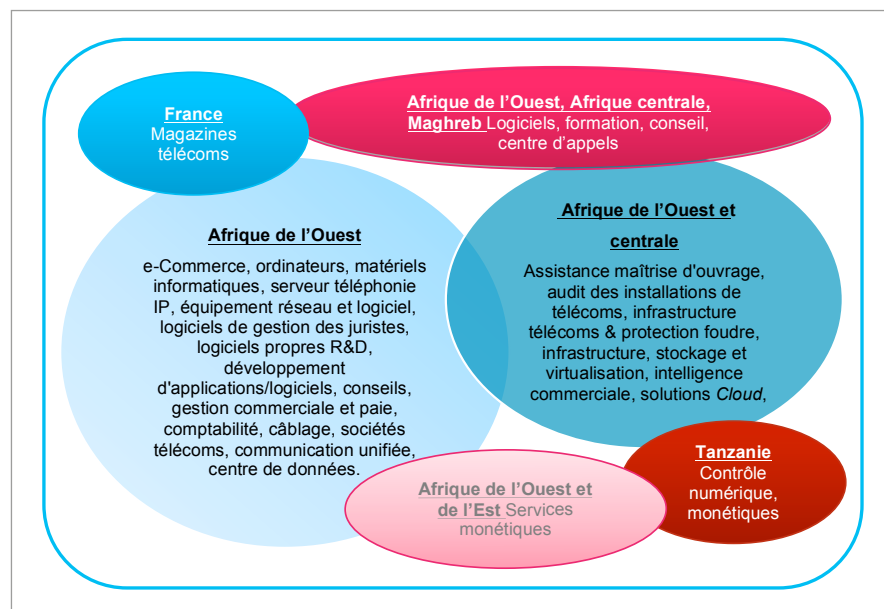 France
Magazines
télécoms
Afrique de l'Ouest, Afrique centrale,
Maghreb Logiciels, formation, conseil,
centre d'appels
Afrique de l'Ouest
e-Commerce, ordinateurs, matériels
informatiques, serveur téléphonie
IP, équipement réseau et logiciel,
logiciels de gestion des juristes,
logiciels propres R&D,
développement
d'applications/logiciels, conseils,
gestion commerciale et paie,
comptabilité, câblage, sociétés
télécoms, communication unifiée,
centre de données.
Afrique de l'Ouest et
centrale
Assistance maîtrise d'ouvrage,
audit des installations de
télécoms, infrastructure
télécoms & protection foudre,
infrastructure, stockage et
virtualisation, intelligence
commerciale, solutions Cloud,
Afrique de l'Ouest et
de l'Est Services
monétiques
Tanzanie
Contrôle
numérique,
monétiques